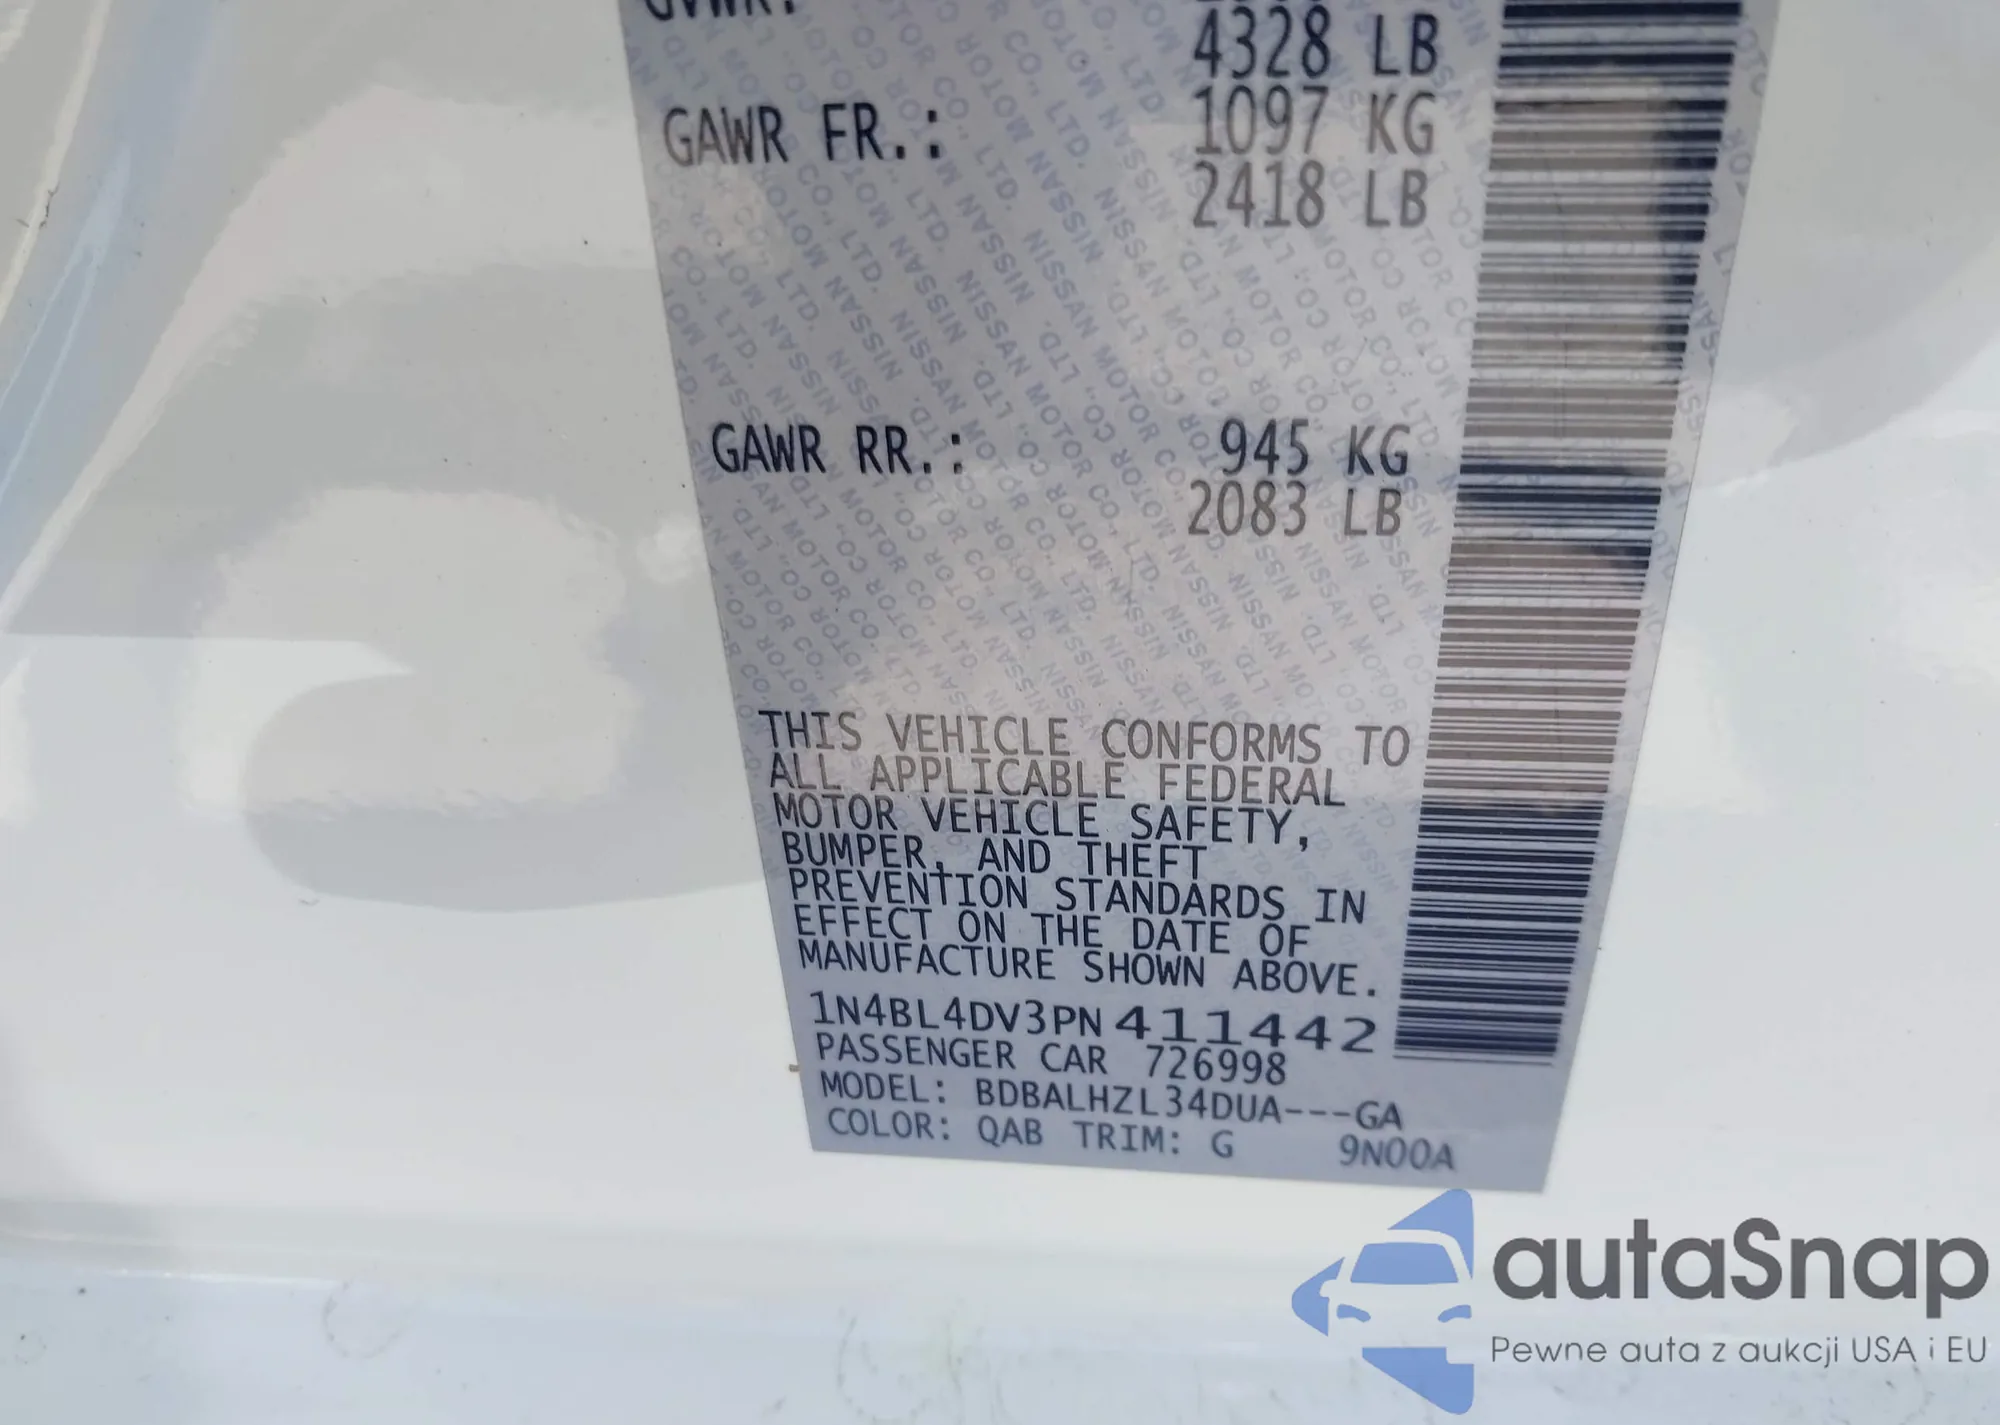 GVWR:
4328 LB
GAWR FR.: 1097 KG
2418 LB
GAWR RR.: 945 KG
2083 LB
THIS VEHICLE CONFORMS TO
ALL APPLICABLE FEDERAL
MOTOR VEHICLE SAFETY,
BUMPER, AND THEFT
PREVENTION STANDARDS IN
EFFECT ON THE DATE OF
MANUFACTURE SHOWN ABOVE.
1N4BL4DV3PN411442
PASSENGER CAR 726998
MODEL: BDBALHZL34DUA---GA
COLOR: QAB TRIM: G 9N00A
autaSnap
Pewne auta z aukcji USA i EU